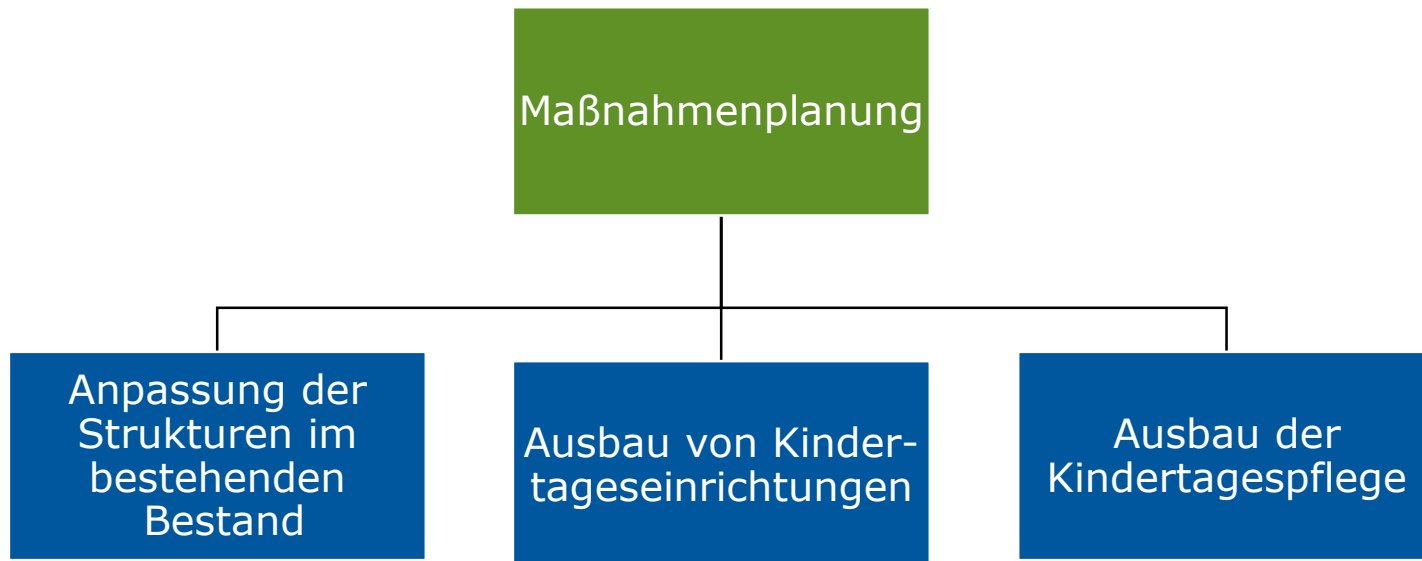 Maßnahmenplanung
Anpassung der
Strukturen im
bestehenden
Bestand
Ausbau von Kinder-
tageseinrichtungen
Ausbau der
Kindertagespflege